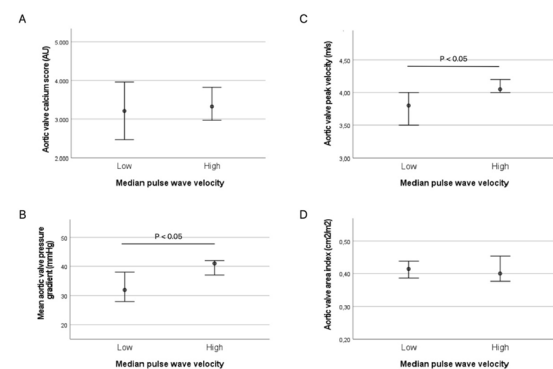 A
Aortic valve calcium score (AU)
5.000
4.000
3.000
2.000
Low
High
Median pulse wave velocity
B
Mean aortic valve pressure
gradient (mmHg)
P < 0.05
50
40
30
20
Low
High
Median pulse wave velocity
C
Aortic valve peak velocity (m/s)
P < 0.05
4,50
4,00
3,50
3,00
Low
High
Median pulse wave velocity
D
Aortic valve area index (cm2/m2)
0,50
0,40
0,30
0,20
Low
High
Median pulse wave velocity